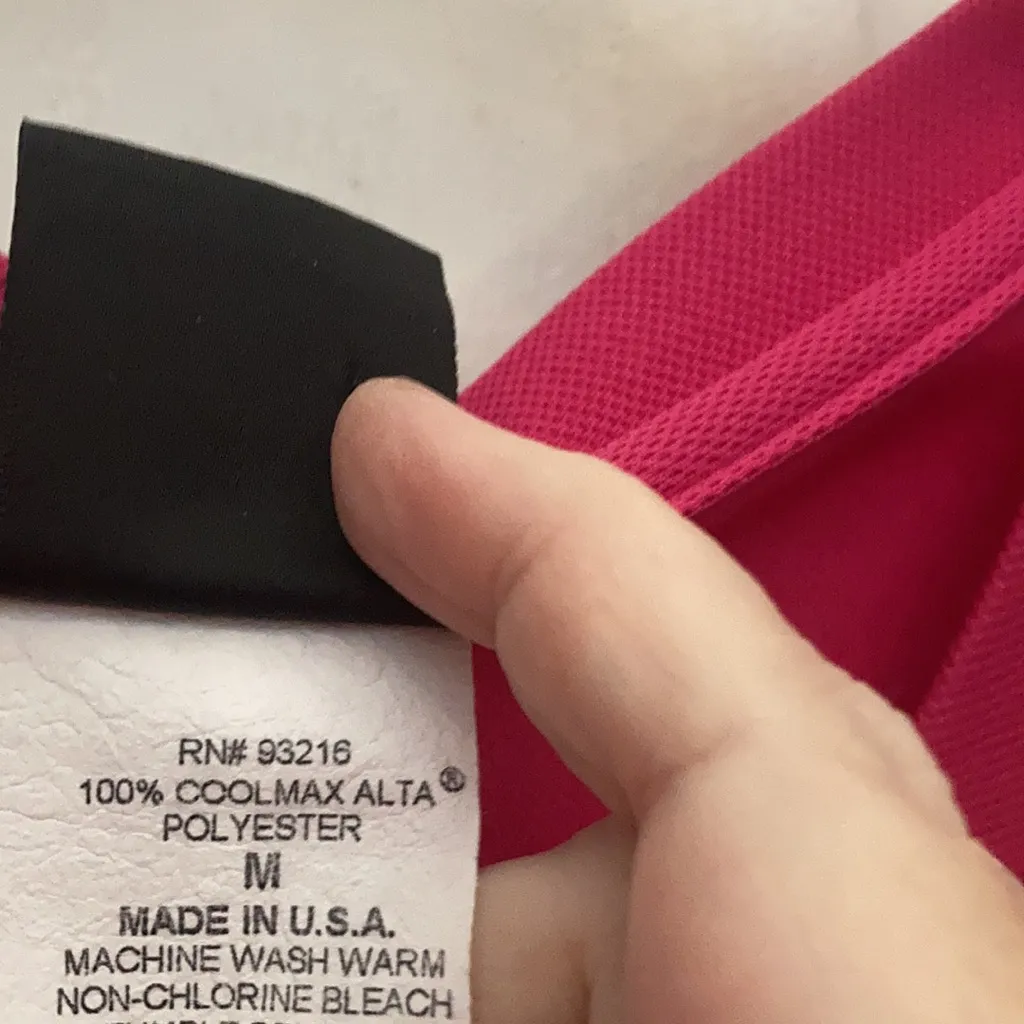 RN# 93216
100% COOLMAX ALTA®
POLYESTER
M
MADE IN U.S.A.
MACHINE WASH WARM
NON-CHLORINE BLEACH